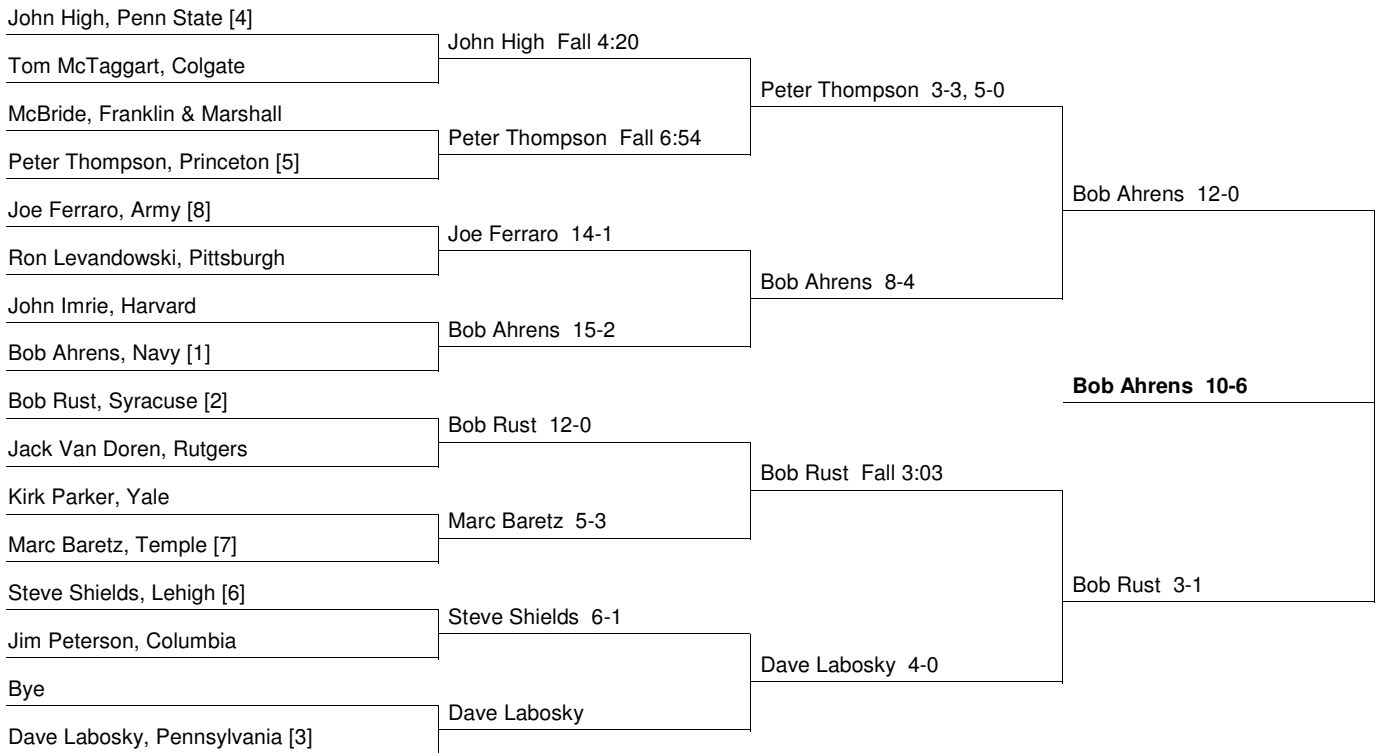 John High, Penn State [4]
Tom McTaggart, Colgate
McBride, Franklin & Marshall
Peter Thompson, Princeton [5]
Joe Ferraro, Army [8]
Ron Levandowski, Pittsburgh
John Imrie, Harvard
Bob Ahrens, Navy [1]
Bob Rust, Syracuse [2]
Jack Van Doren, Rutgers
Kirk Parker, Yale
Marc Baretz, Temple [7]
Steve Shields, Lehigh [6]
Jim Peterson, Columbia
Bye
Dave Labosky, Pennsylvania [3]
John High Fall 4:20
Peter Thompson Fall 6:54
Joe Ferraro 14-1
Bob Ahrens 15-2
Bob Rust 12-0
Marc Baretz 5-3
Steve Shields 6-1
Dave Labosky
Peter Thompson 3-3, 5-0
Bob Ahrens 8-4
Bob Rust Fall 3:03
Dave Labosky 4-0
Bob Ahrens 12-0
Bob Rust 3-1
Bob Ahrens 10-6